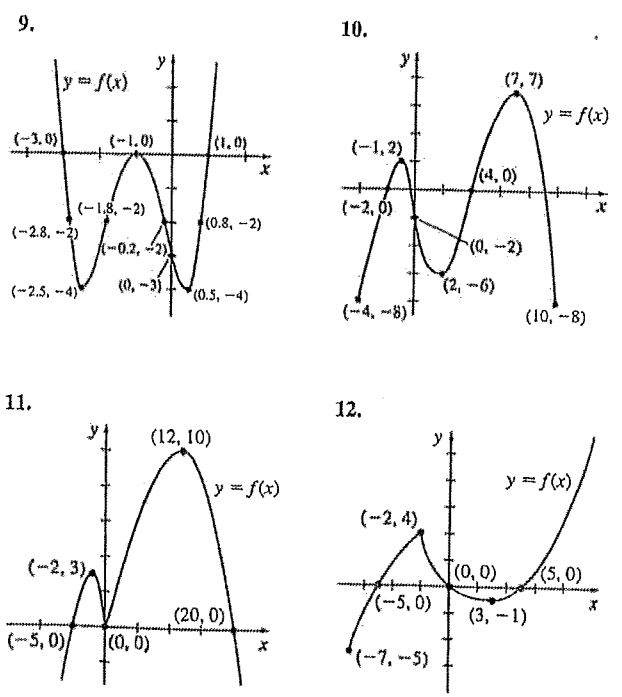 9.
y
y = f(x)
(−3, 0)
(−1, 0)
(1, 0)
x
(−1.8, −2)
(−2.8, −2)
(−0.2, −2)
(0.8, −2)
(−2.5, −4)
(0, −3)
(0.5, −4)
10.
y
(7, 7)
y = f(x)
(−1, 2)
(4, 0)
(−2, 0)
x
(0, −2)
(2, −6)
(−4, −8)
(10, −8)
11.
y
(12, 10)
y = f(x)
(−2, 3)
(20, 0)
(−5, 0)
(0, 0)
x
12.
y
y = f(x)
(−2, 4)
(0, 0)
(5, 0)
(−5, 0)
(3, −1)
x
(−7, −5)